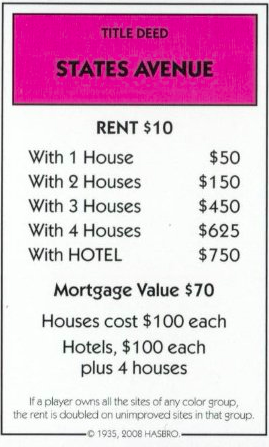 TITLE DEED
STATES AVENUE
RENT $10
With 1 House $50
With 2 Houses $150
With 3 Houses $450
With 4 Houses $625
With HOTEL $750
Mortgage Value $70
Houses cost $100 each
Hotels, $100 each
plus 4 houses
If a player owns all the sites of any color group,
the rent is doubled on unimproved sites in that group.
© 1935, 2008 HASBRO.